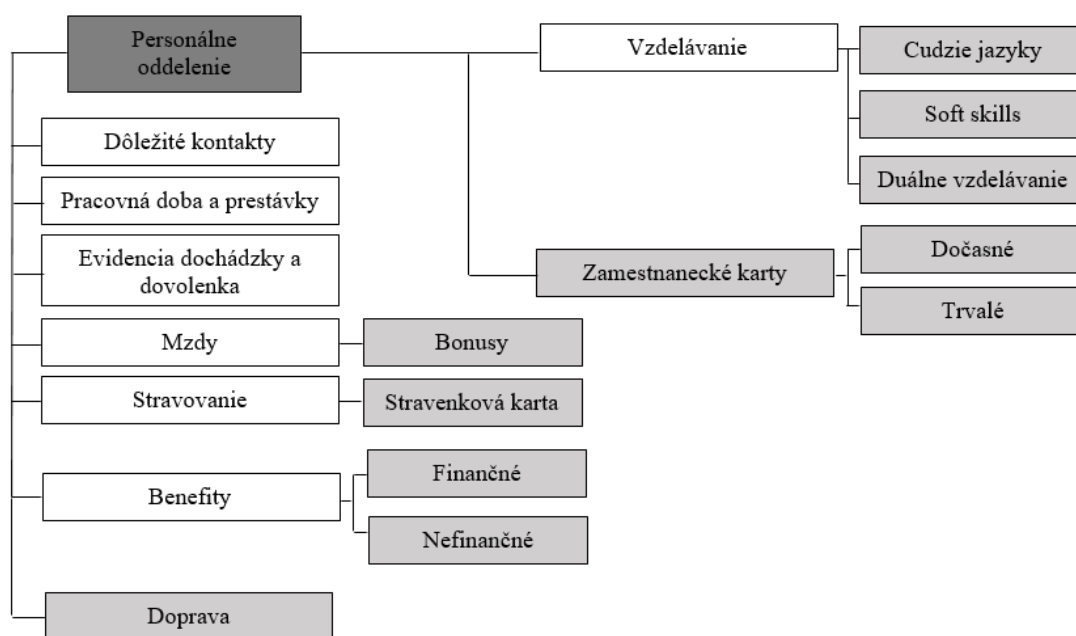 Personálne
oddelenie
Dôležité kontakty
Pracovná doba a prestávky
Evidencia dochádzky a
dovolenka
Mzdy
Bonusy
Stravovanie
Stravenková karta
Benefity
Finančné
Nefinančné
Doprava
Vzdelávanie
Cudzie jazyky
Soft skills
Duálne vzdelávanie
Zamestnanecké karty
Dočasné
Trvalé